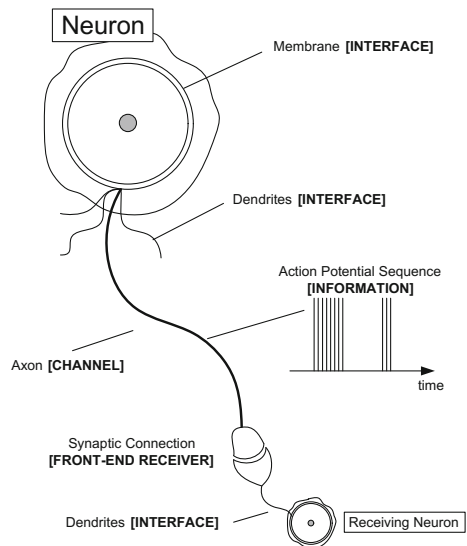 Neuron
Membrane [INTERFACE]
Dendrites [INTERFACE]
Action Potential Sequence
[INFORMATION]
time
Axon [CHANNEL]
Synaptic Connection
[FRONT-END RECEIVER]
Dendrites [INTERFACE]
Receiving Neuron